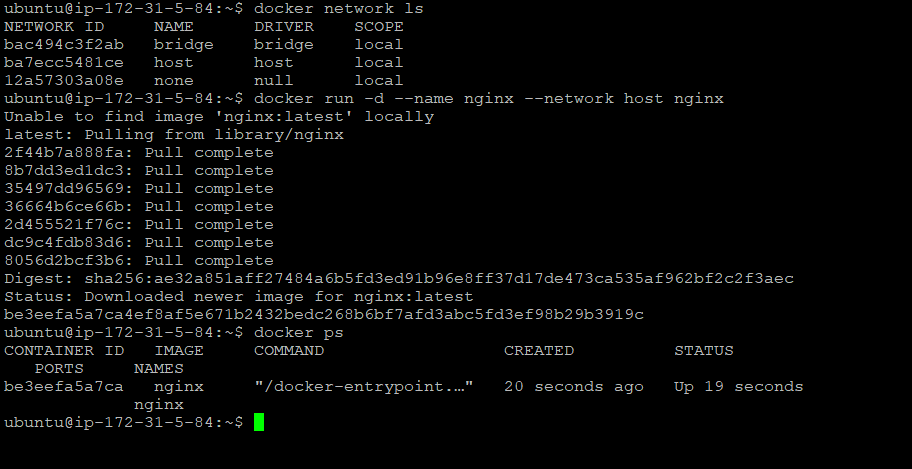 ubuntu@ip-172-31-5-84:~$ docker network ls
NETWORK ID     NAME      DRIVER    SCOPE
bac494c3f2ab   bridge    bridge    local
ba7ecc5481ce   host      host      local
12a57303a08e   none      null      local
ubuntu@ip-172-31-5-84:~$ docker run -d --name nginx --network host nginx
Unable to find image 'nginx:latest' locally
latest: Pulling from library/nginx
2f44b7a888fa: Pull complete
8b7dd3ed1dc3: Pull complete
35497dd96569: Pull complete
36664b6ce66b: Pull complete
2d455521f76c: Pull complete
dc9c4fdb83d6: Pull complete
8056d2bcf3b6: Pull complete
Digest: sha256:ae32a851aff27484a6b5fd3ed91b96e8ff37d17de473ca535af962bf2c2f3aec
Status: Downloaded newer image for nginx:latest
be3eefa5a7ca4ef8af5e671b2432bedc268b6bf7afd3abc5fd3ef98b29b3919c
ubuntu@ip-172-31-5-84:~$ docker ps
CONTAINER ID   IMAGE     COMMAND                  CREATED          STATUS
   PORTS     NAMES
be3eefa5a7ca   nginx     "/docker-entrypoint.…"   20 seconds ago   Up 19 seconds
             nginx
ubuntu@ip-172-31-5-84:~$